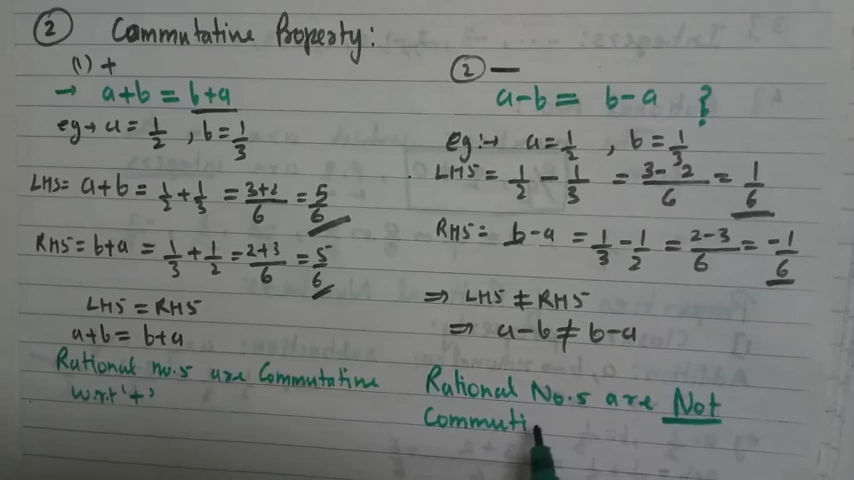 ② Commutative Property:
(1) +
→ a+b = b+a
eg→ a = 1/2 , b = 1/3
LHS = a+b = 1/2 + 1/3 = 3+2/6 = 5/6
RHS = b+a = 1/3 + 1/2 = 2+3/6 = 5/6
LHS = RHS
a+b = b+a
Rational no.s are Commutative
w.r.t '+'
② —
a-b = b-a ?
eg:→ a = 1/2 , b = 1/3
LHS = 1/2 - 1/3 = 3-2/6 = 1/6
RHS = b-a = 1/3 - 1/2 = 2-3/6 = -1/6
⇒ LHS ≠ RHS
⇒ a-b ≠ b-a
Rational No.s are Not
Commuti